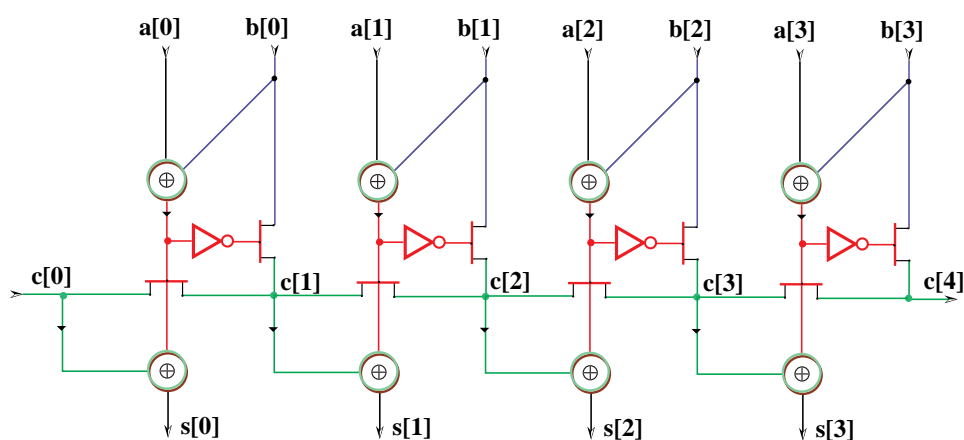 a[0] b[0] a[1] b[1] a[2] b[2] a[3] b[3]
c[0] c[1] c[2] c[3] c[4]
s[0] s[1] s[2] s[3]